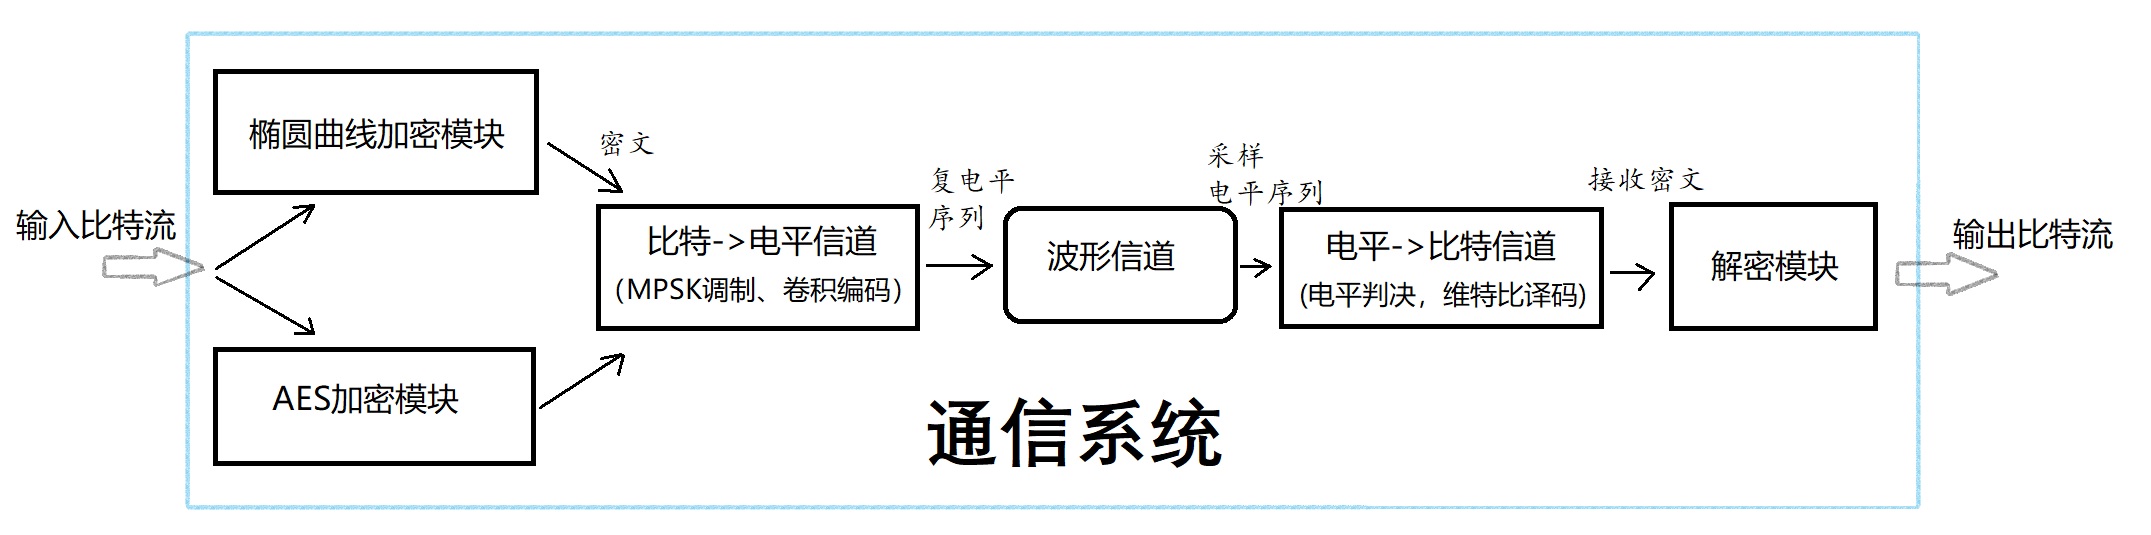 输入比特流
椭圆曲线加密模块
AES加密模块
密文
比特->电平信道
（MPSK调制、卷积编码）
复电平
序列
波形信道
采样
电平序列
电平->比特信道
(电平判决，维特比译码)
接收密文
解密模块
输出比特流
通信系统